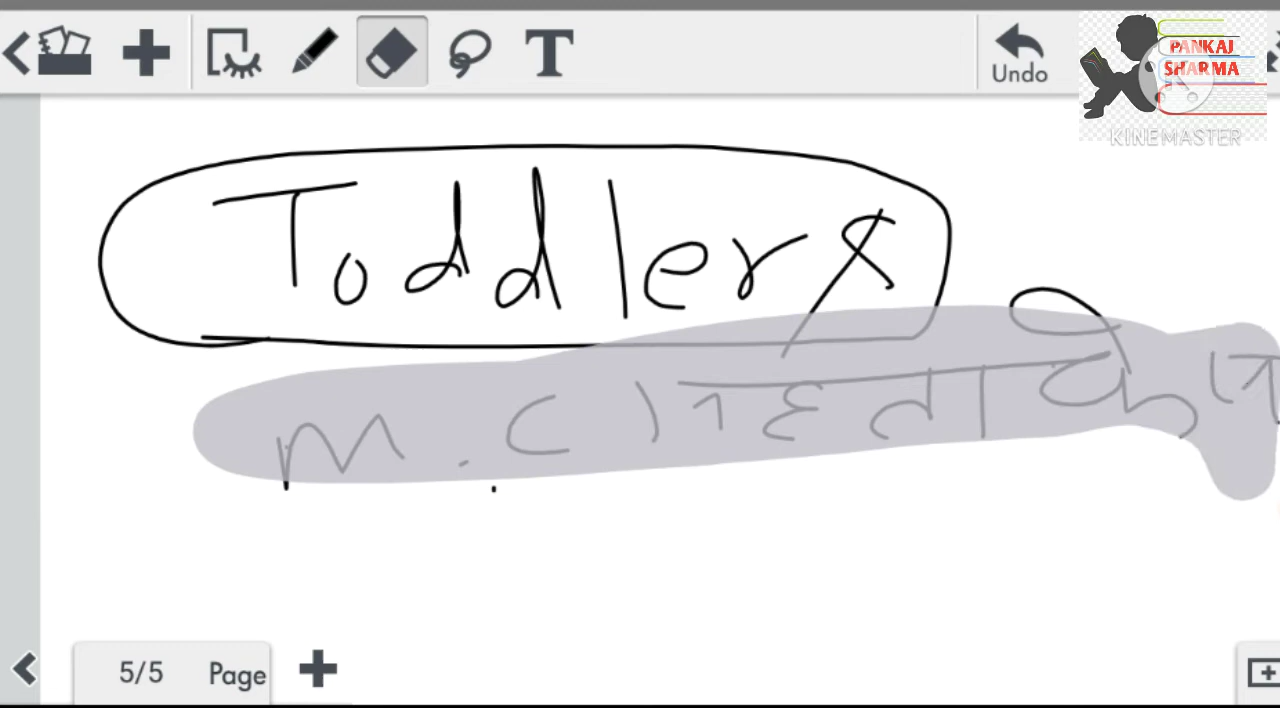 Undo
PANKAJ
SHARMA
KINEMASTER
Toddlers
M.C
5/5 Page